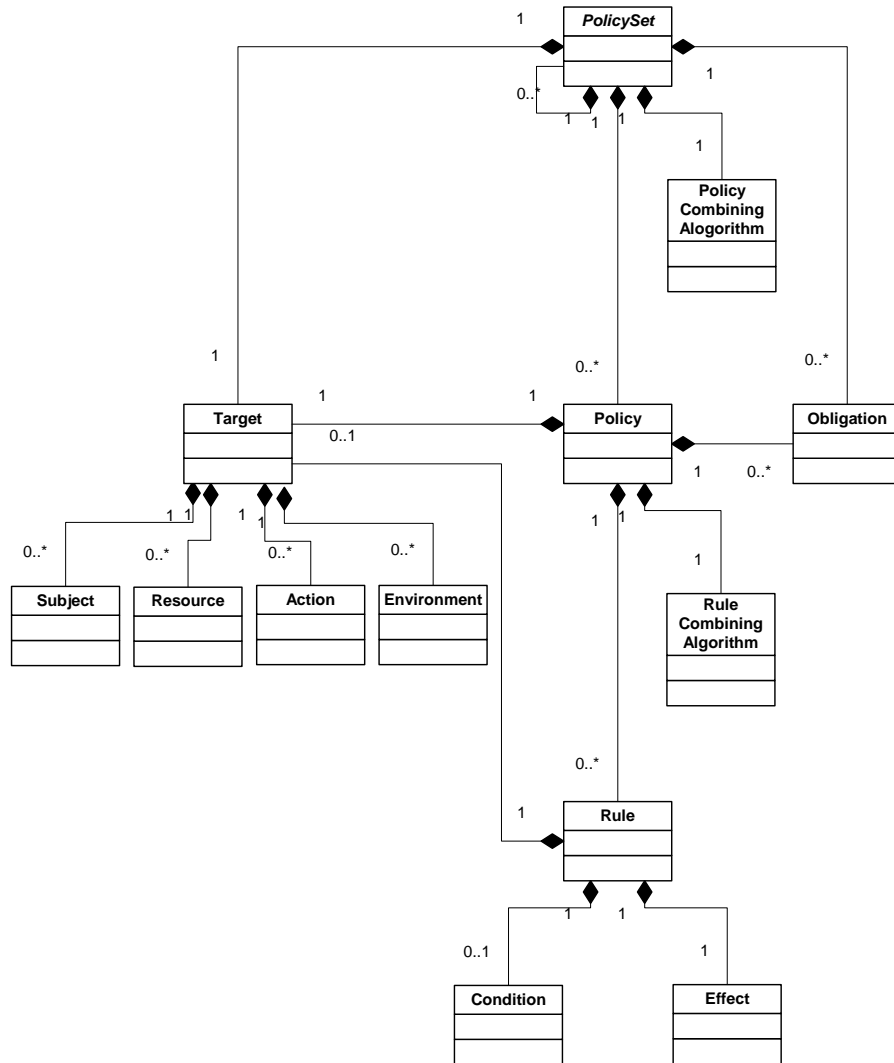 1
PolicySet
1
0..*
1
1
1
1
Policy
Combining
Alogorithm
1
0..*
0..*
1
1
Target
0..1
Policy
Obligation
1
0..*
1
1
1
1
1
1
0..*
0..*
0..*
0..*
1
Subject
Resource
Action
Environment
Rule
Combining
Algorithm
0..*
1
Rule
1
1
0..1
1
Condition
Effect